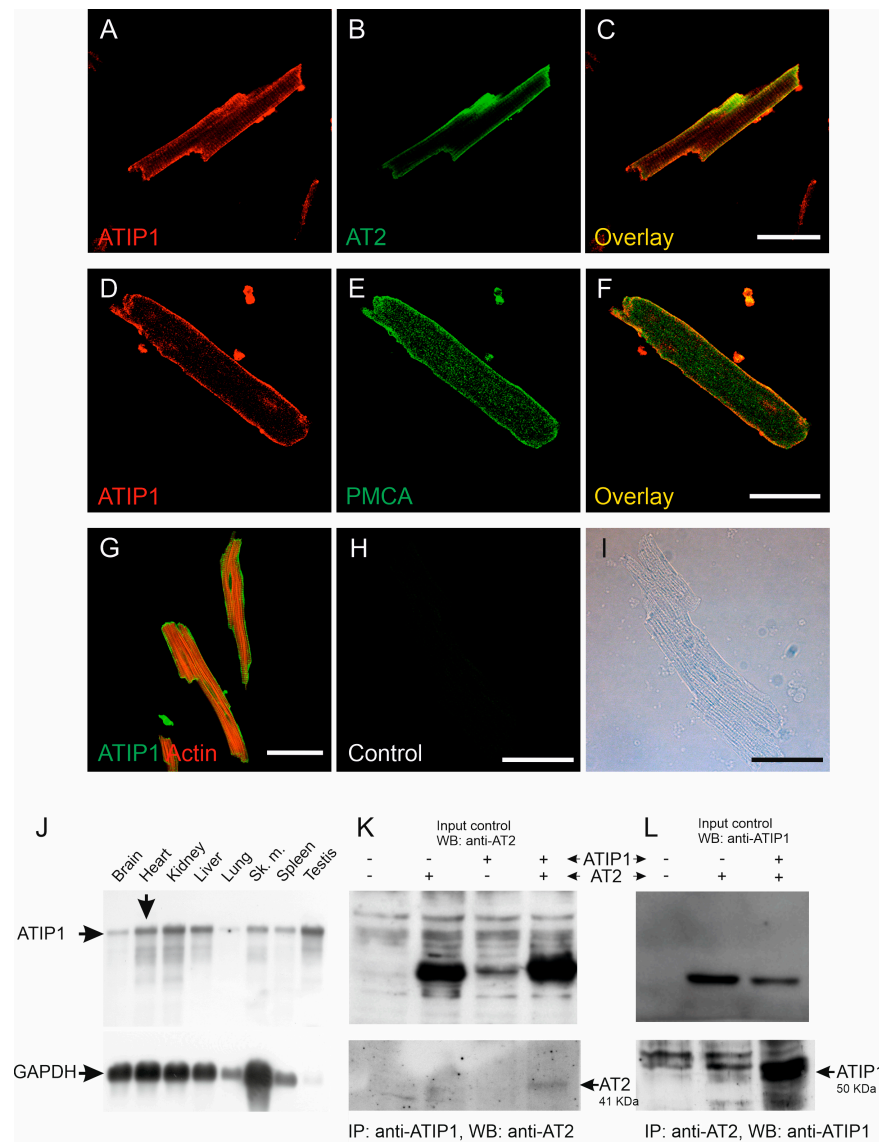 A B C
ATIP1 AT2 Overlay
D E F
ATIP1 PMCA Overlay
G H I
ATIP1 Actin Control
J K L
Brain Heart Kidney Liver Lung Sk. m. Spleen Testis
Input control
WB: anti-AT2
Input control
WB: anti-ATIP1
- - + + ATIP1 - - +
- + - + AT2 - + +
ATIP1
GAPDH
AT2
41 KDa
ATIP1
50 KDa
IP: anti-ATIP1, WB: anti-AT2
IP: anti-AT2, WB: anti-ATIP1